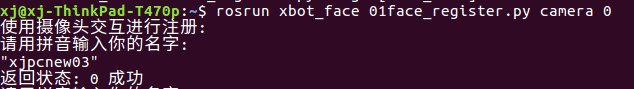 xj@xj-ThinkPad-T470p:~$ rosrun xbot_face 01face_register.py camera 0
使用摄像头交互进行注册:
请用拼音输入你的名字:
"xjpcnew03"
返回状态: 0 成功